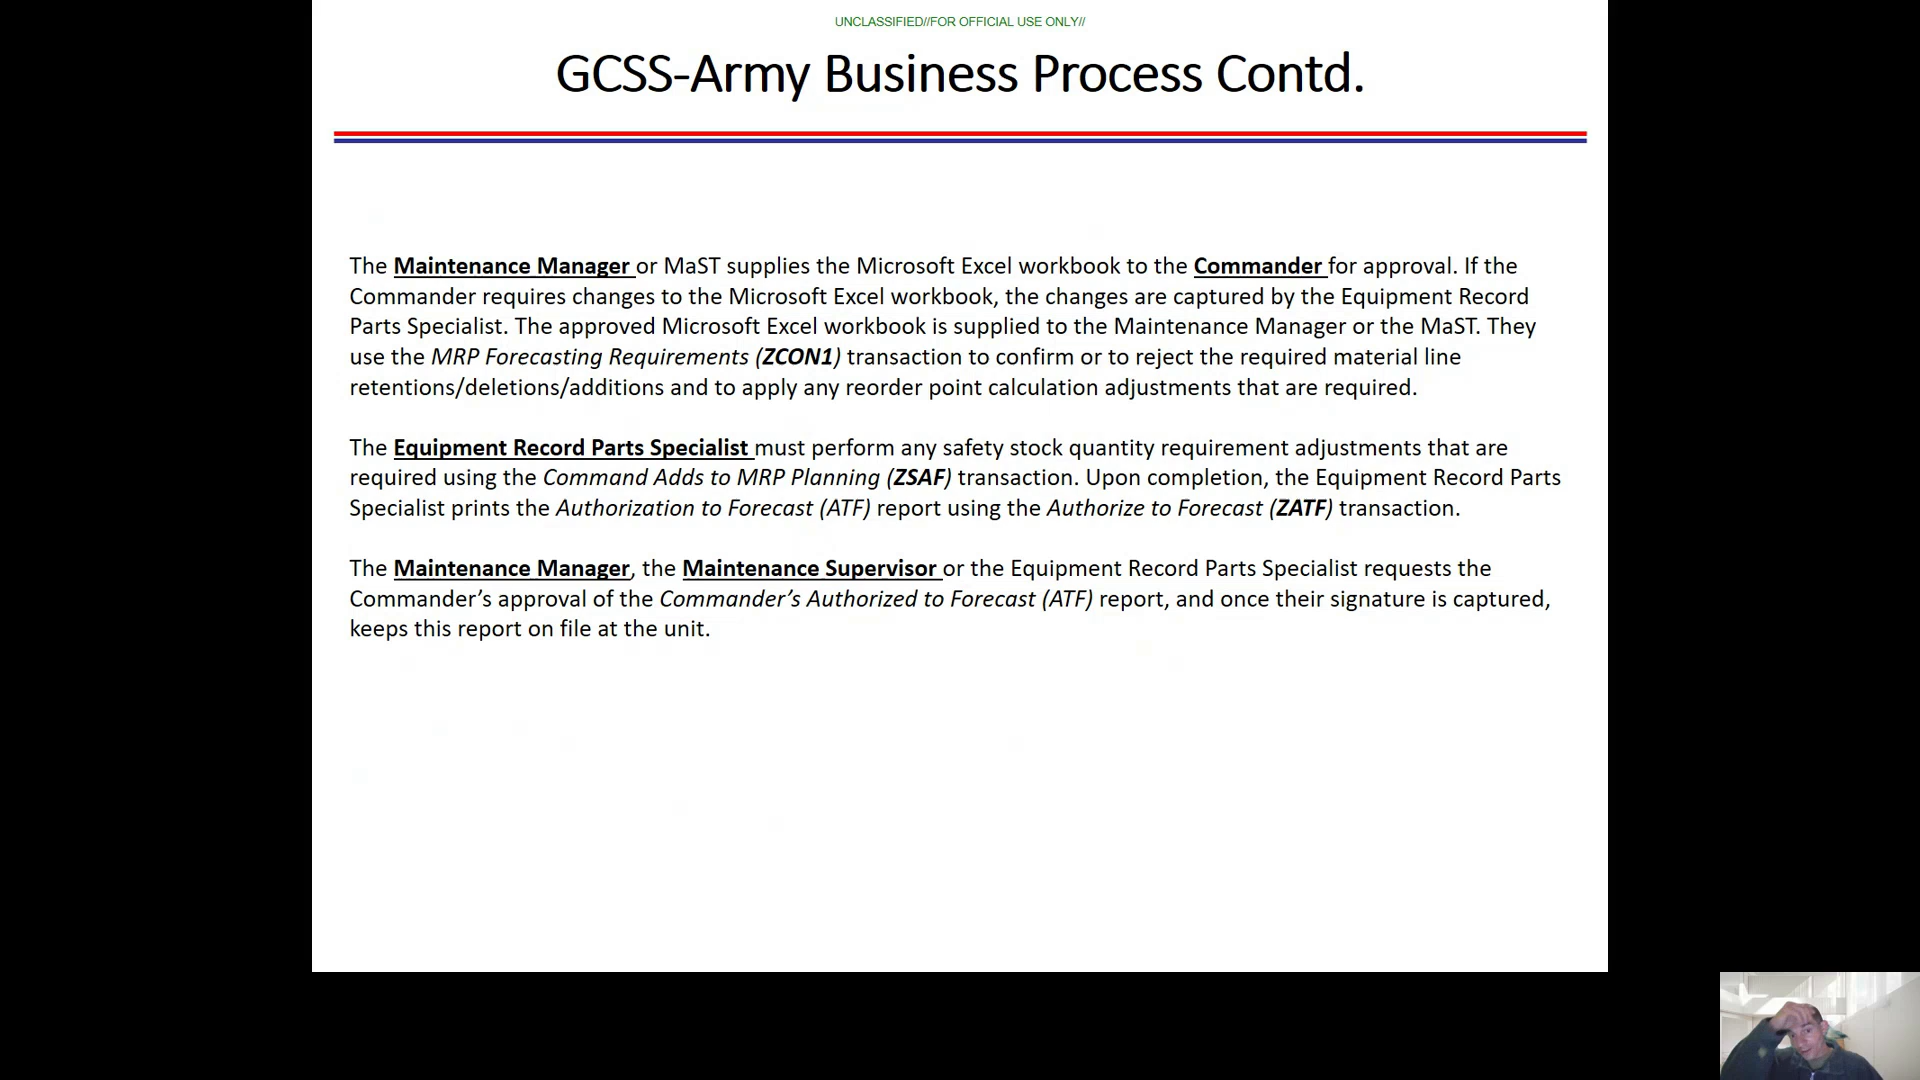 UNCLASSIFIED//FOR OFFICIAL USE ONLY//
GCSS-Army Business Process Contd.
The Maintenance Manager or MaST supplies the Microsoft Excel workbook to the Commander for approval. If the
Commander requires changes to the Microsoft Excel workbook, the changes are captured by the Equipment Record
Parts Specialist. The approved Microsoft Excel workbook is supplied to the Maintenance Manager or the MaST. They
use the MRP Forecasting Requirements (ZCON1) transaction to confirm or to reject the required material line
retentions/deletions/additions and to apply any reorder point calculation adjustments that are required.
The Equipment Record Parts Specialist must perform any safety stock quantity requirement adjustments that are
required using the Command Adds to MRP Planning (ZSAF) transaction. Upon completion, the Equipment Record Parts
Specialist prints the Authorization to Forecast (ATF) report using the Authorize to Forecast (ZATF) transaction.
The Maintenance Manager, the Maintenance Supervisor or the Equipment Record Parts Specialist requests the
Commander’s approval of the Commander’s Authorized to Forecast (ATF) report, and once their signature is captured,
keeps this report on file at the unit.